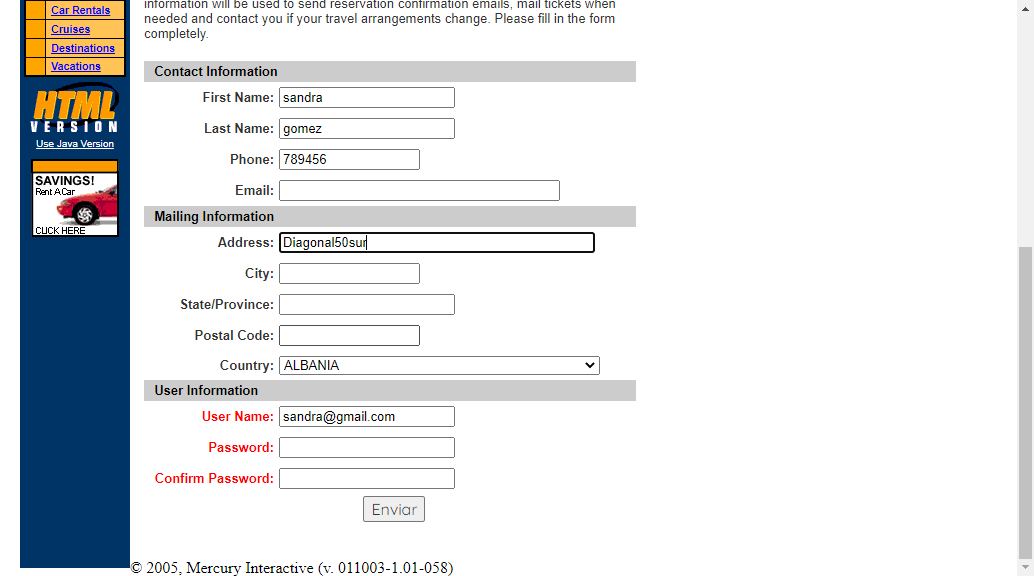 Car Rentals
Cruises
Destinations
Vacations
HTML
VERSION
Use Java Version
SAVINGS!
Rent A Car
CLICK HERE
information will be used to send reservation confirmation emails, mail tickets when
needed and contact you if your travel arrangements change. Please fill in the form
completely.
Contact Information
First Name: sandra
Last Name: gomez
Phone: 789456
Email:
Mailing Information
Address: Diagonal50sur
City:
State/Province:
Postal Code:
Country: ALBANIA
User Information
User Name: sandra@gmail.com
Password:
Confirm Password:
Enviar
© 2005, Mercury Interactive (v. 011003-1.01-058)